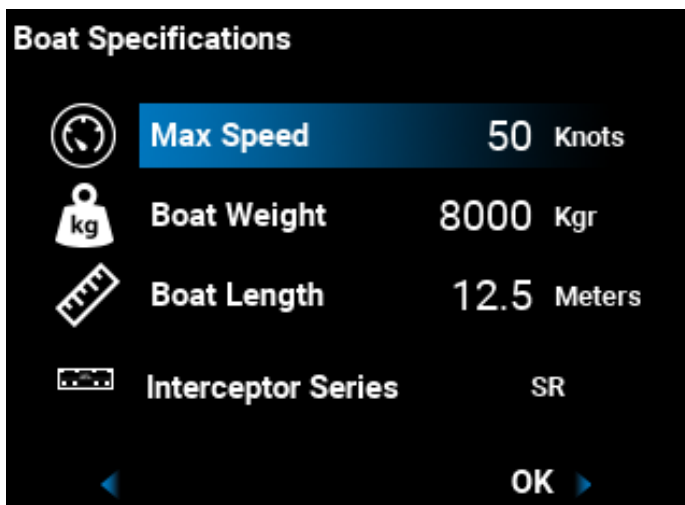 Boat Specifications
Max Speed 50 Knots
kg Boat Weight 8000 Kgr
Boat Length 12.5 Meters
Interceptor Series SR
OK